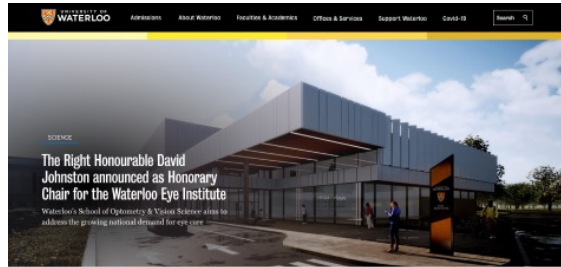 UNIVERSITY OF
WATERLOO
Admissions About Waterloo Faculties & Academics Offices & Services Support Waterloo Covid-19 Search
SCIENCE
The Right Honourable David
Johnston announced as Honorary
Chair for the Waterloo Eye Institute
Waterloo's School of Optometry & Vision Science aims to
address the growing national demand for eye care